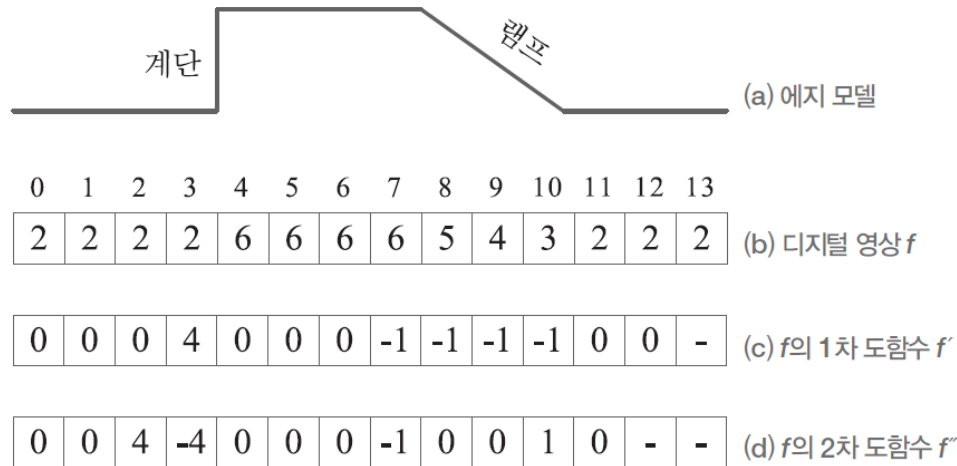 계단
램프
(a) 에지 모델
0 1 2 3 4 5 6 7 8 9 10 11 12 13
2 2 2 2 6 6 6 6 5 4 3 2 2 2
(b) 디지털 영상 f
0 0 0 4 0 0 0 -1 -1 -1 -1 0 0 -
(c) f의 1차 도함수 f′
0 0 4 -4 0 0 0 -1 0 0 1 0 - -
(d) f의 2차 도함수 f″